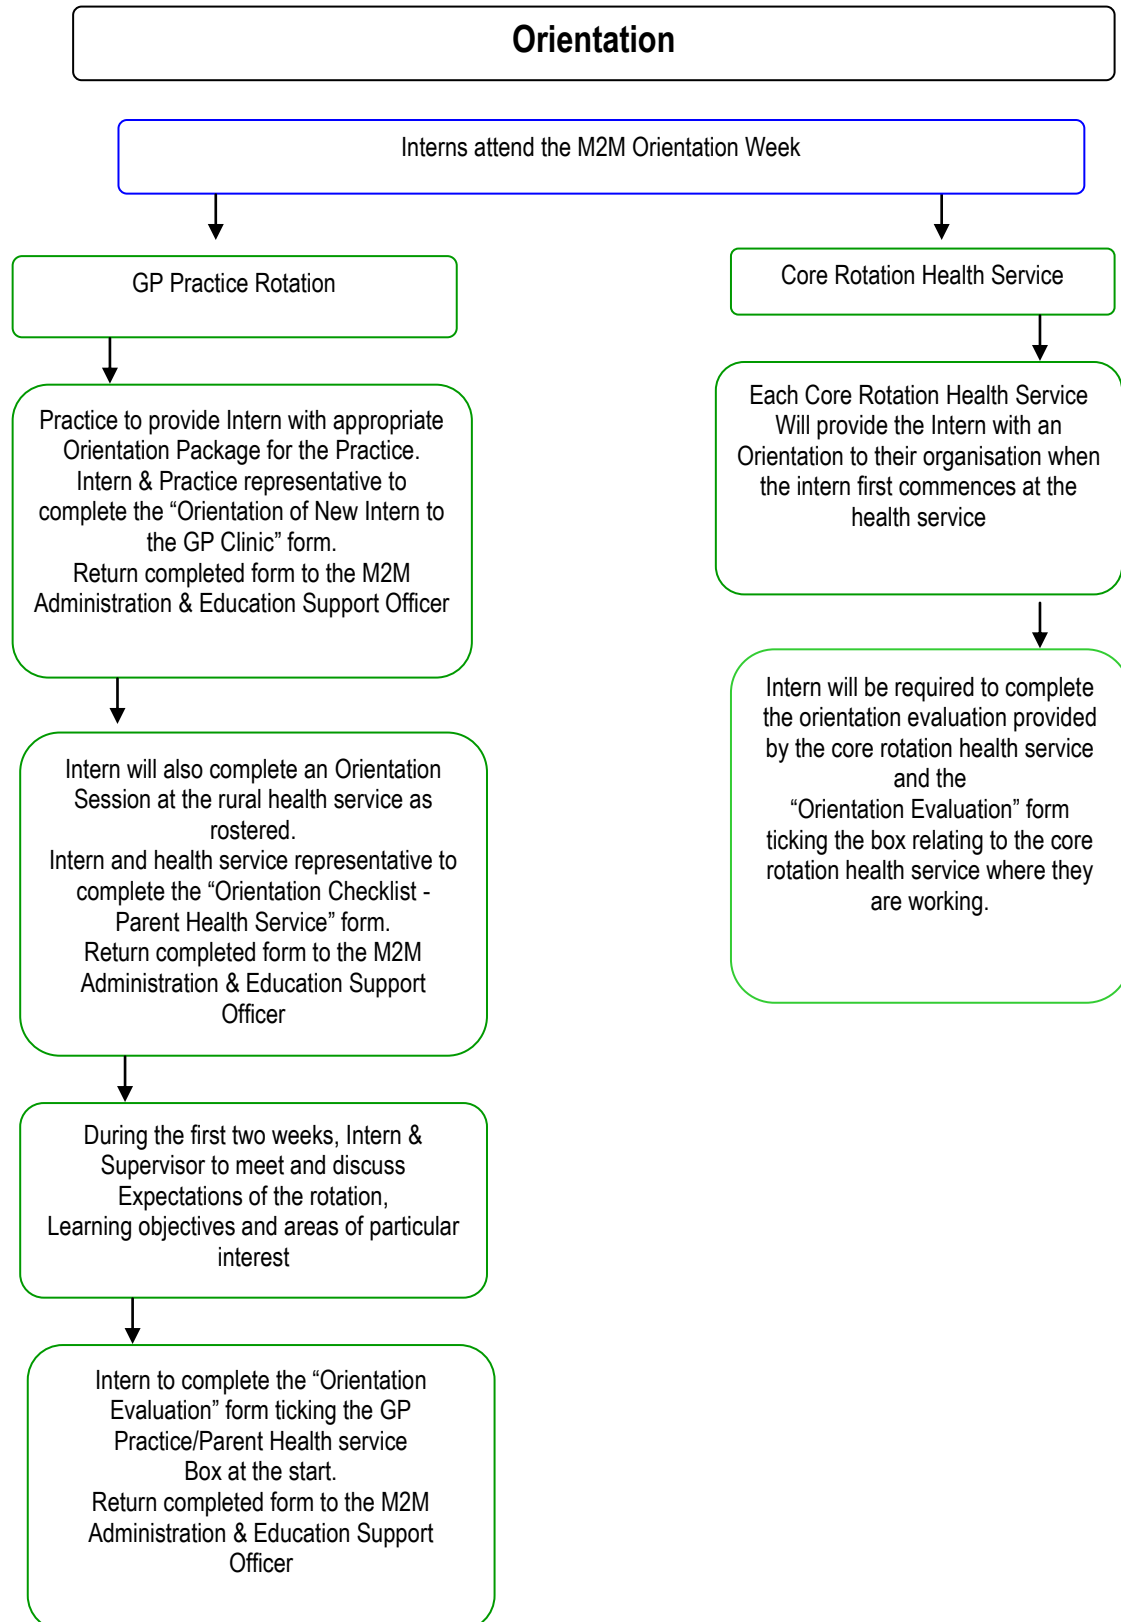 Orientation
Interns attend the M2M Orientation Week
GP Practice Rotation
Practice to provide Intern with appropriate
Orientation Package for the Practice.
Intern & Practice representative to
complete the “Orientation of New Intern to
the GP Clinic” form.
Return completed form to the M2M
Administration & Education Support Officer
Intern will also complete an Orientation
Session at the rural health service as
rostered.
Intern and health service representative to
complete the “Orientation Checklist -
Parent Health Service” form.
Return completed form to the M2M
Administration & Education Support
Officer
During the first two weeks, Intern &
Supervisor to meet and discuss
Expectations of the rotation,
Learning objectives and areas of particular
interest
Intern to complete the “Orientation
Evaluation” form ticking the GP
Practice/Parent Health service
Box at the start.
Return completed form to the M2M
Administration & Education Support
Officer
Core Rotation Health Service
Each Core Rotation Health Service
Will provide the Intern with an
Orientation to their organisation when
the intern first commences at the
health service
Intern will be required to complete
the orientation evaluation provided
by the core rotation health service
and the
“Orientation Evaluation” form
ticking the box relating to the core
rotation health service where they
are working.